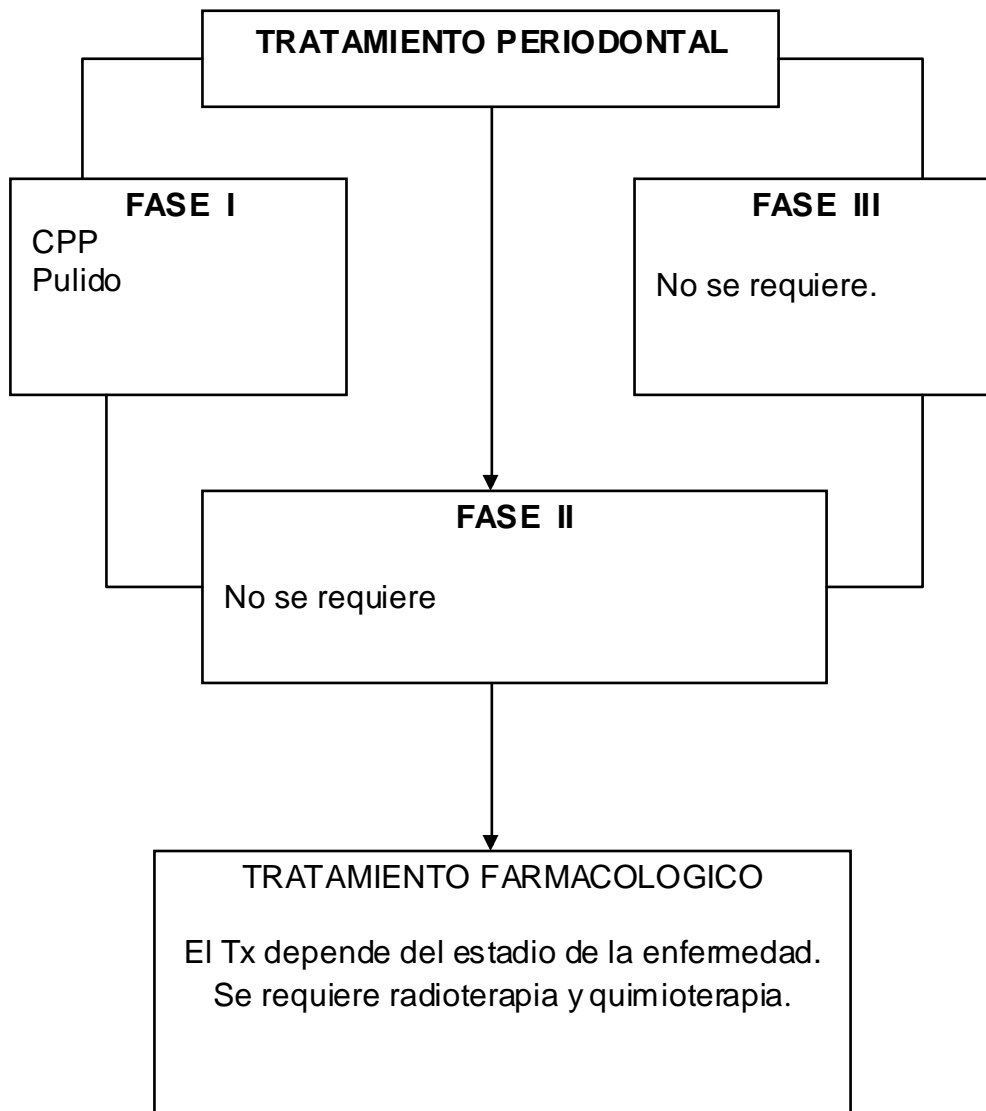 TRATAMIENTO PERIODONTAL
FASE I
CPP
Pulido
FASE III
No se requiere.
FASE II
No se requiere
TRATAMIENTO FARMACOLOGICO
El Tx depende del estadio de la enfermedad.
Se requiere radioterapia y quimioterapia.